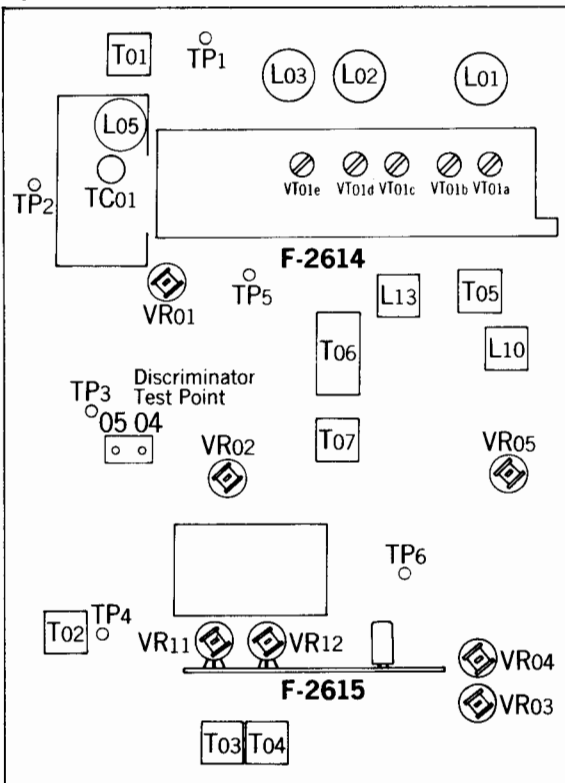 T01 TP1 L03 L02 L01
L05
TC01
TP2
VT01e VT01d VT01c VT01b VT01a
F-2614
VR01 TP5 L13 T05
T06 L10
TP3 Discriminator
Test Point
05 04
VR02 T07 VR05
TP6
T02 TP4 VR11 VR12 VR04
F-2615
VR03
T03 T04